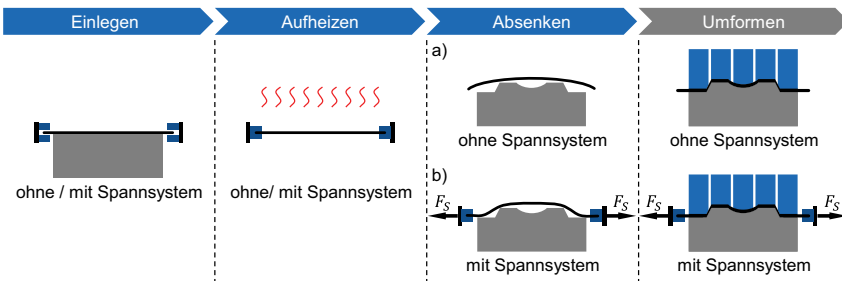 Einlegen
Aufheizen
Absenken
Umformen
a)
ohne Spannsystem
ohne Spannsystem
ohne / mit Spannsystem
ohne/ mit Spannsystem
b)
F_S
F_S
F_S
F_S
mit Spannsystem
mit Spannsystem